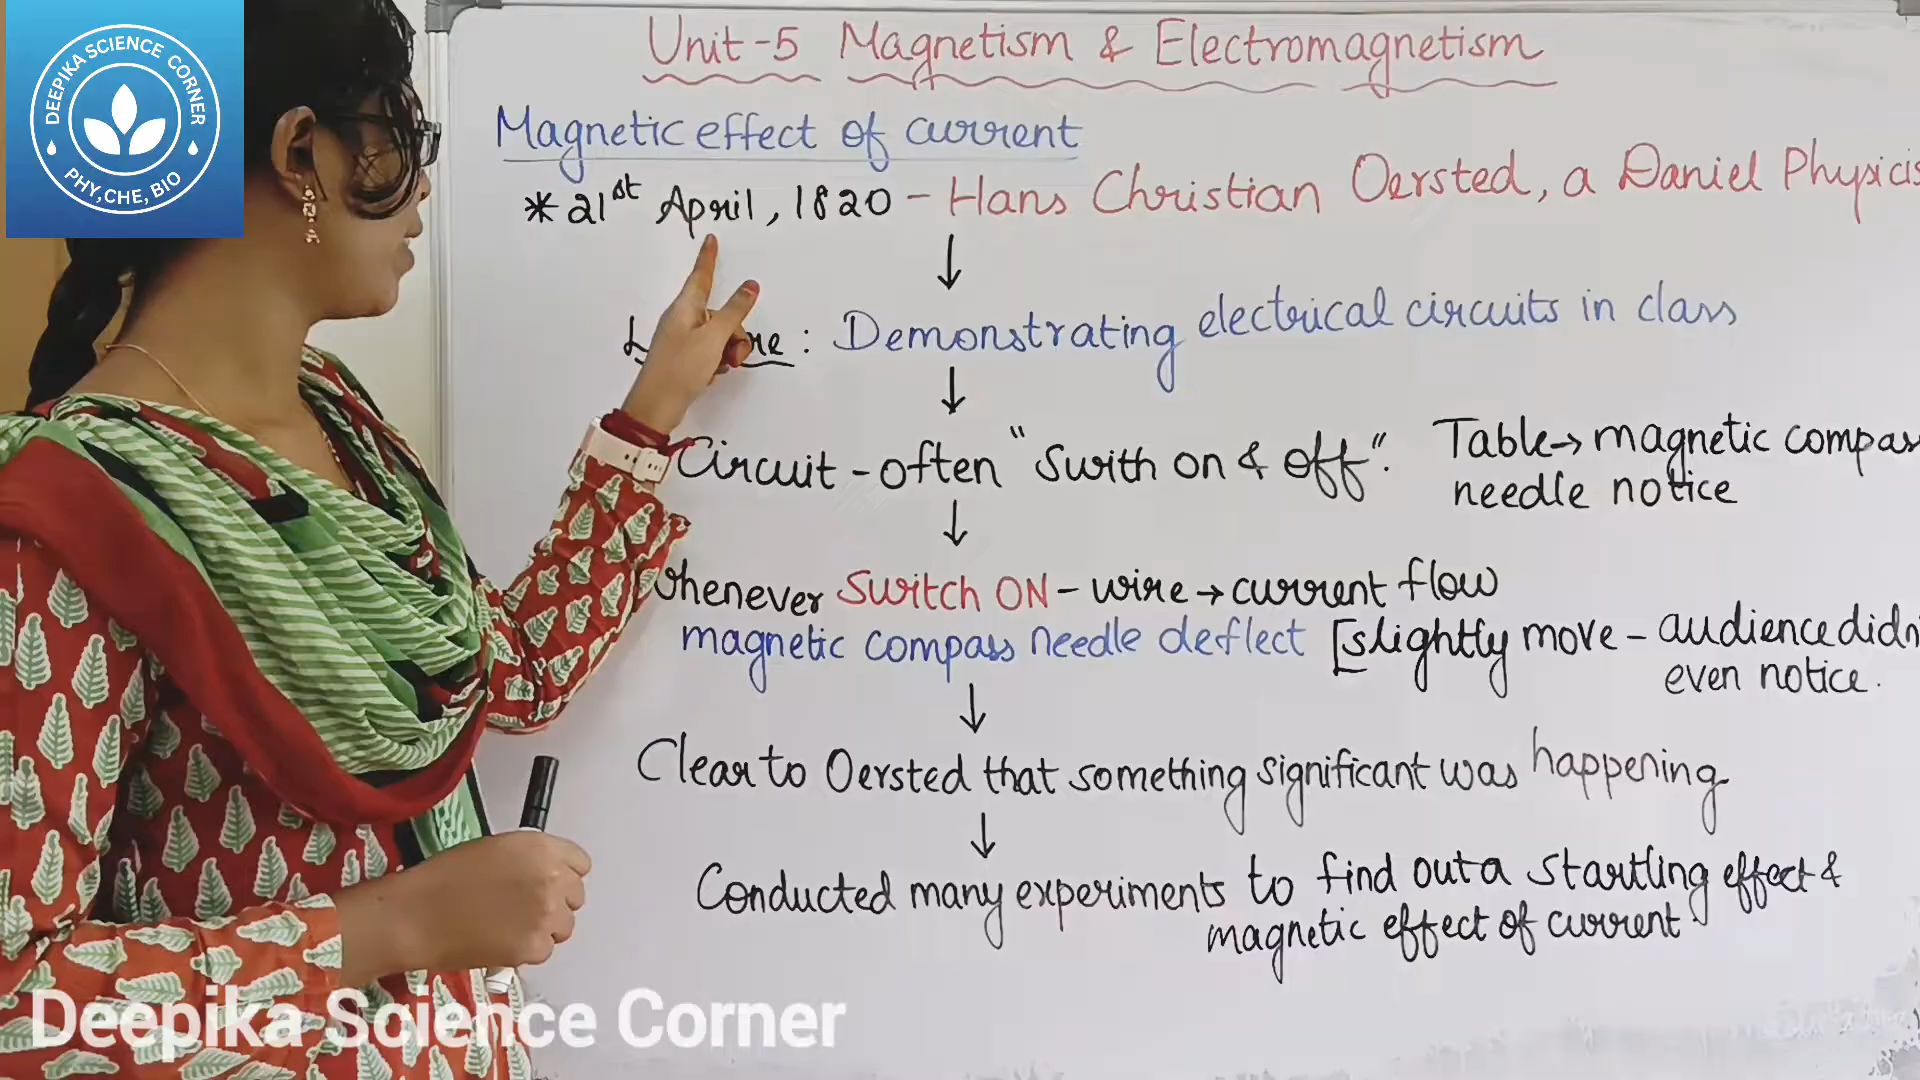 DEEPIKA SCIENCE CORNER
PHY,CHE, BIO
Unit-5 Magnetism & Electromagnetism
Magnetic effect of current
* 21st April, 1820 - Hans Christian Oersted, a Daniel Physicis
: Demonstrating electrical circuits in class
Circuit - often "Swith on & off".
Table→ magnetic compass
needle notice
whenever Switch ON - wire → current flow
magnetic compass needle deflect [slightly move - audience didn'
even notice.
Clear to Oersted that something significant was happening
Conducted many experiments to find out a startling effect &
magnetic effect of current
Deepika Science Corner